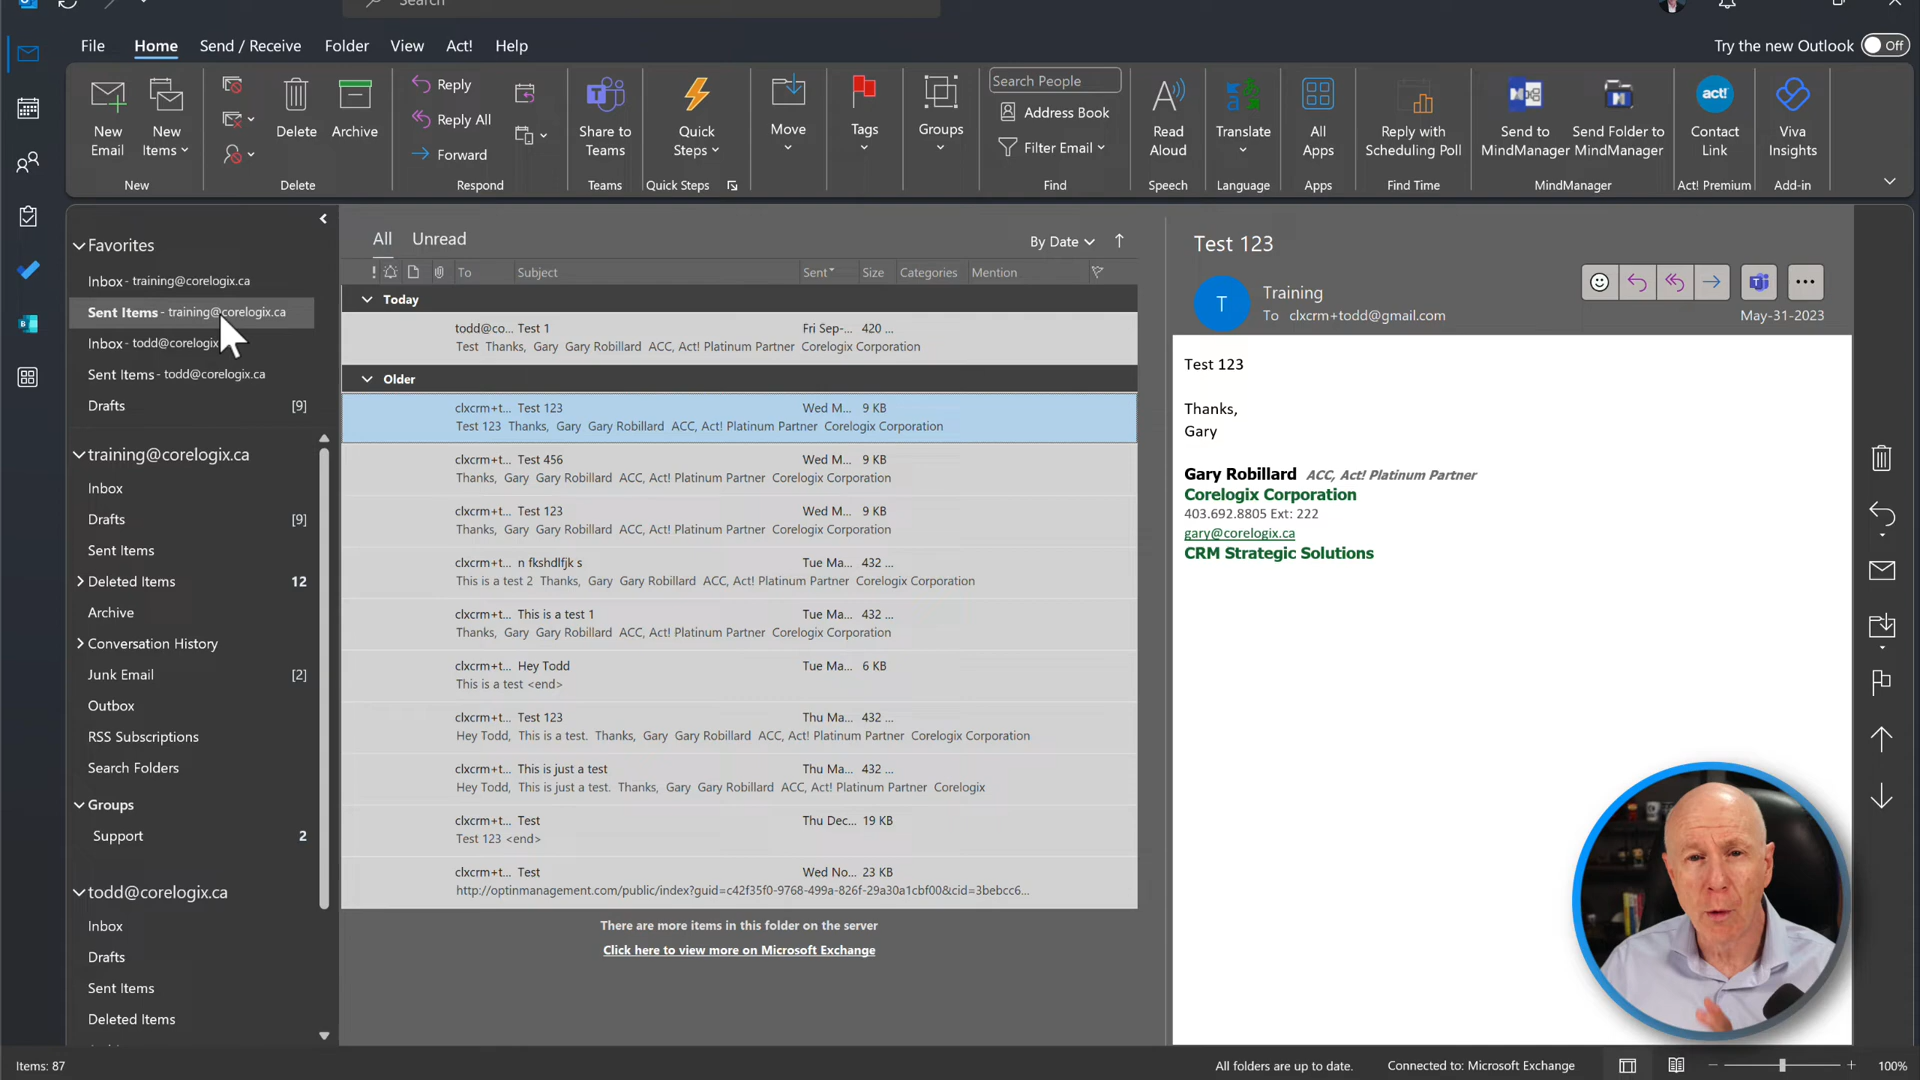 Search
File Home Send / Receive Folder View Act! Help
Try the new Outlook Off
New Email
New Items
New
Delete
Archive
Delete
Reply
Reply All
Forward
Respond
Share to Teams
Teams
Quick Steps
Quick Steps
Move
Tags
Groups
Search People
Address Book
Filter Email
Find
Read Aloud
Speech
Translate
Language
All Apps
Apps
Reply with Scheduling Poll
Find Time
Send to MindManager
Send Folder to MindManager
MindManager
act!
Contact Link
Act! Premium
Viva Insights
Add-in
Favorites
Inbox - training@corelogix.ca
Sent Items - training@corelogix.ca
Inbox - todd@corelogix
Sent Items - todd@corelogix.ca
Drafts [9]
training@corelogix.ca
Inbox
Drafts [9]
Sent Items
Deleted Items 12
Archive
Conversation History
Junk Email [2]
Outbox
RSS Subscriptions
Search Folders
Groups
Support 2
todd@corelogix.ca
Inbox
Drafts
Sent Items
Deleted Items
All Unread
By Date
To Subject Sent Size Categories Mention
Today
todd@co... Test 1 Fri Sep-... 420 ...
Test Thanks, Gary Gary Robillard ACC, Act! Platinum Partner Corelogix Corporation
Older
clxcrm+t... Test 123 Wed M... 9 KB
Test 123 Thanks, Gary Gary Robillard ACC, Act! Platinum Partner Corelogix Corporation
clxcrm+t... Test 456 Wed M... 9 KB
Thanks, Gary Gary Robillard ACC, Act! Platinum Partner Corelogix Corporation
clxcrm+t... Test 123 Wed M... 9 KB
Thanks, Gary Gary Robillard ACC, Act! Platinum Partner Corelogix Corporation
clxcrm+t... n fkshdlfjk s Tue Ma... 432 ...
This is a test 2 Thanks, Gary Gary Robillard ACC, Act! Platinum Partner Corelogix Corporation
clxcrm+t... This is a test 1 Tue Ma... 432 ...
Thanks, Gary Gary Robillard ACC, Act! Platinum Partner Corelogix Corporation
clxcrm+t... Hey Todd Tue Ma... 6 KB
This is a test <end>
clxcrm+t... Test 123 Thu Ma... 432 ...
Hey Todd, This is a test. Thanks, Gary Gary Robillard ACC, Act! Platinum Partner Corelogix Corporation
clxcrm+t... This is just a test Thu Ma... 432 ...
Hey Todd, This is just a test. Thanks, Gary Gary Robillard ACC, Act! Platinum Partner Corelogix
clxcrm+t... Test Thu Dec... 19 KB
Test 123 <end>
clxcrm+t... Test Wed No... 23 KB
http://optinmanagement.com/public/index?guid=c42f35f0-9768-499a-826f-29a30a1cbf00&cid=3bebcc6...
There are more items in this folder on the server
Click here to view more on Microsoft Exchange
Test 123
T
Training
To clxcrm+todd@gmail.com
May-31-2023
Test 123
Thanks,
Gary
Gary Robillard ACC, Act! Platinum Partner
Corelogix Corporation
403.692.8805 Ext: 222
gary@corelogix.ca
CRM Strategic Solutions
Items: 87
All folders are up to date.
Connected to: Microsoft Exchange
100%